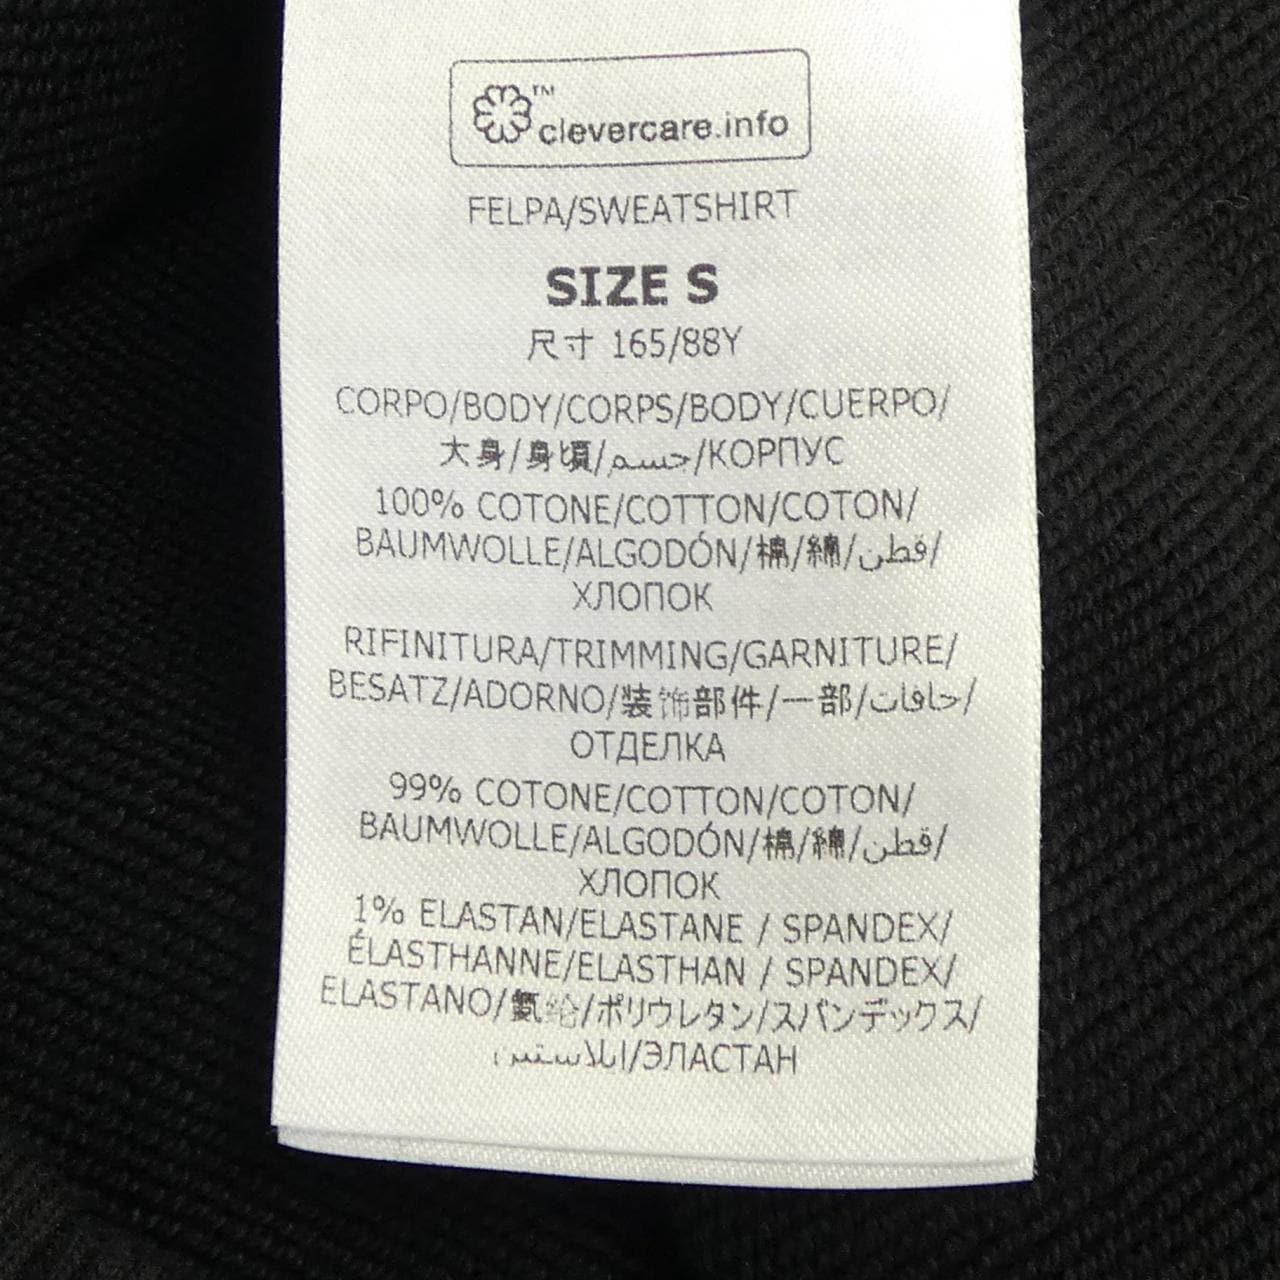 ™
clevercare.info
FELPA/SWEATSHIRT
SIZE S
尺寸 165/88Y
CORPO/BODY/CORPS/BODY/CUERPO/
大身/身頃/جسم/КОРПУС
100% COTONE/COTTON/COTON/
BAUMWOLLE/ALGODÓN/棉/綿/قطن/
ХЛОПОК
RIFINITURA/TRIMMING/GARNITURE/
BESATZ/ADORNO/装饰部件/一部/حافات/
ОТДЕЛКА
99% COTONE/COTTON/COTON/
BAUMWOLLE/ALGODÓN/棉/綿/قطن/
ХЛОПОК
1% ELASTAN/ELASTANE / SPANDEX/
ÉLASTHANNE/ELASTHAN / SPANDEX/
ELASTANO/氨纶/ポリウレタン/スパンデックス/
ايلاستين/ЭЛАСТАН